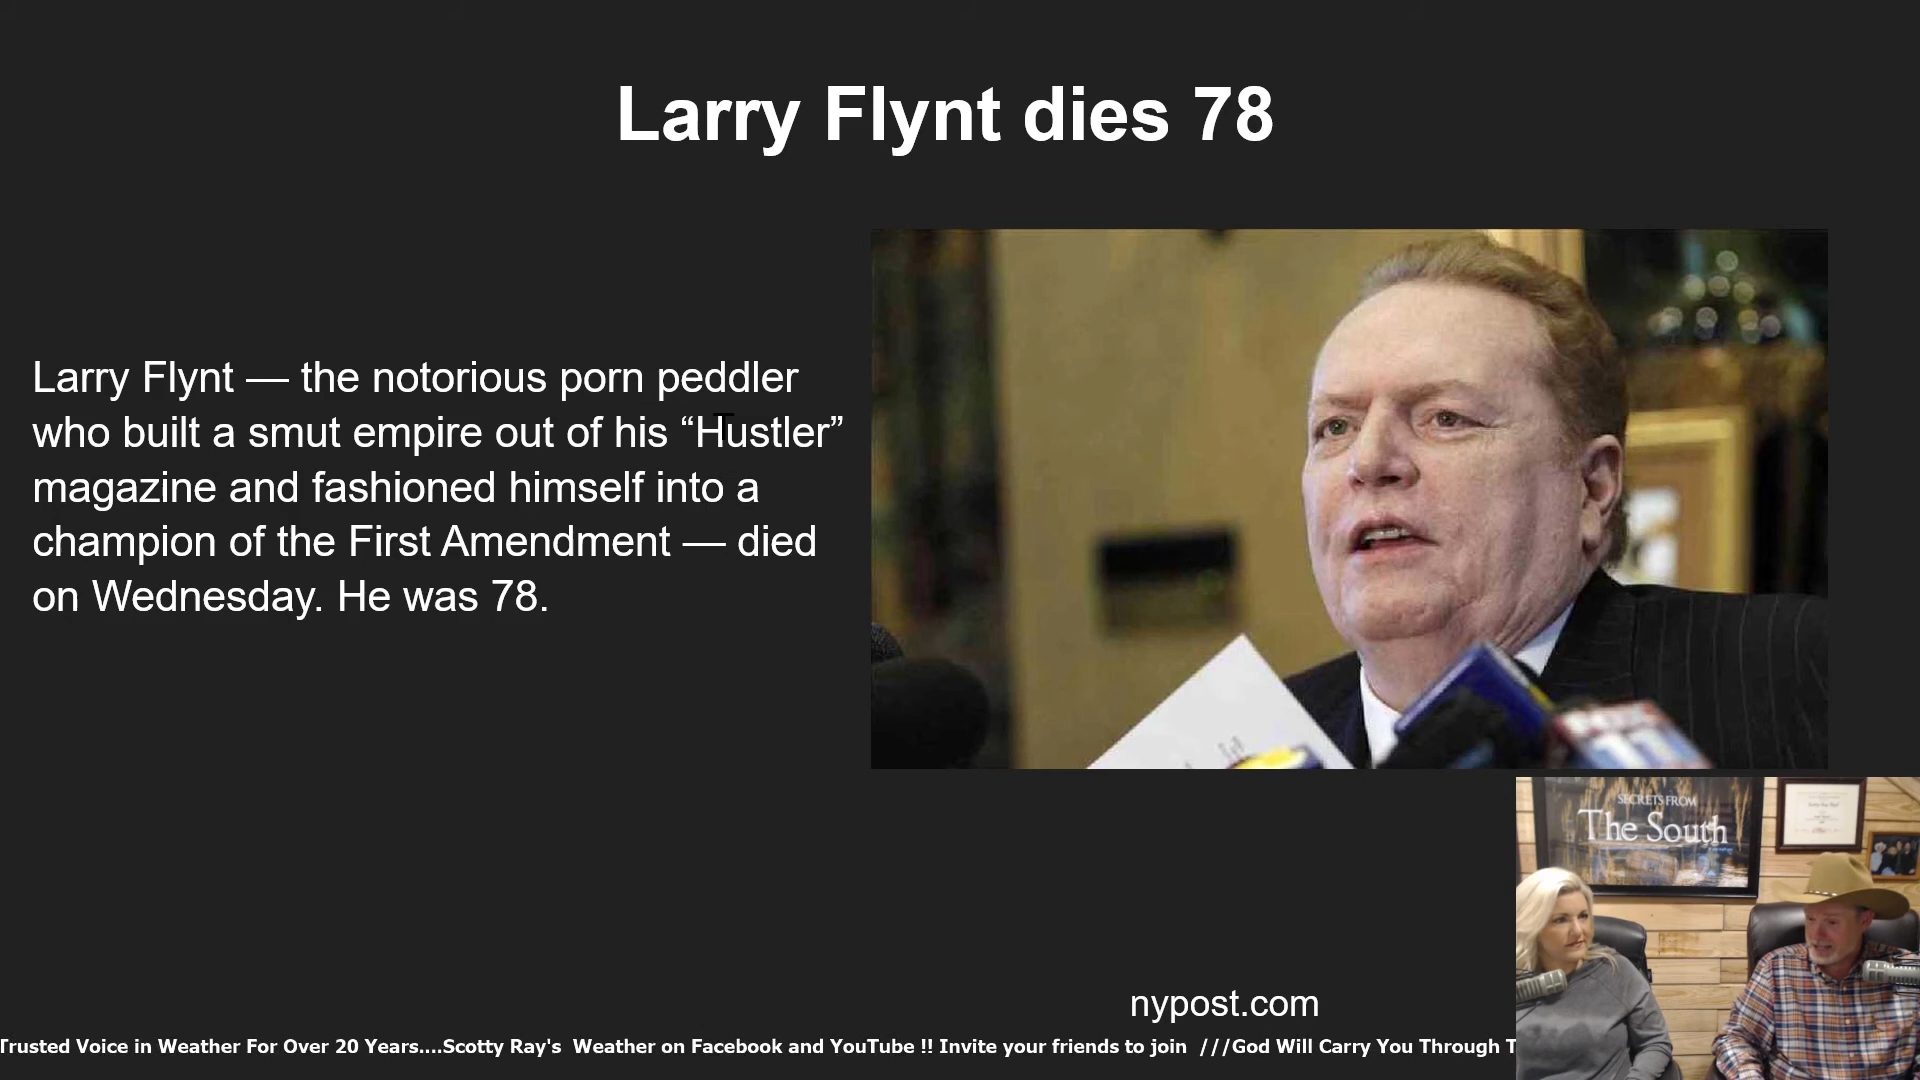 Larry Flynt dies 78
Larry Flynt — the notorious porn peddler
who built a smut empire out of his “Hustler”
magazine and fashioned himself into a
champion of the First Amendment — died
on Wednesday. He was 78.
SECRETS FROM
The South
nypost.com
Trusted Voice in Weather For Over 20 Years....Scotty Ray's Weather on Facebook and YouTube !! Invite your friends to join ///God Will Carry You Through T